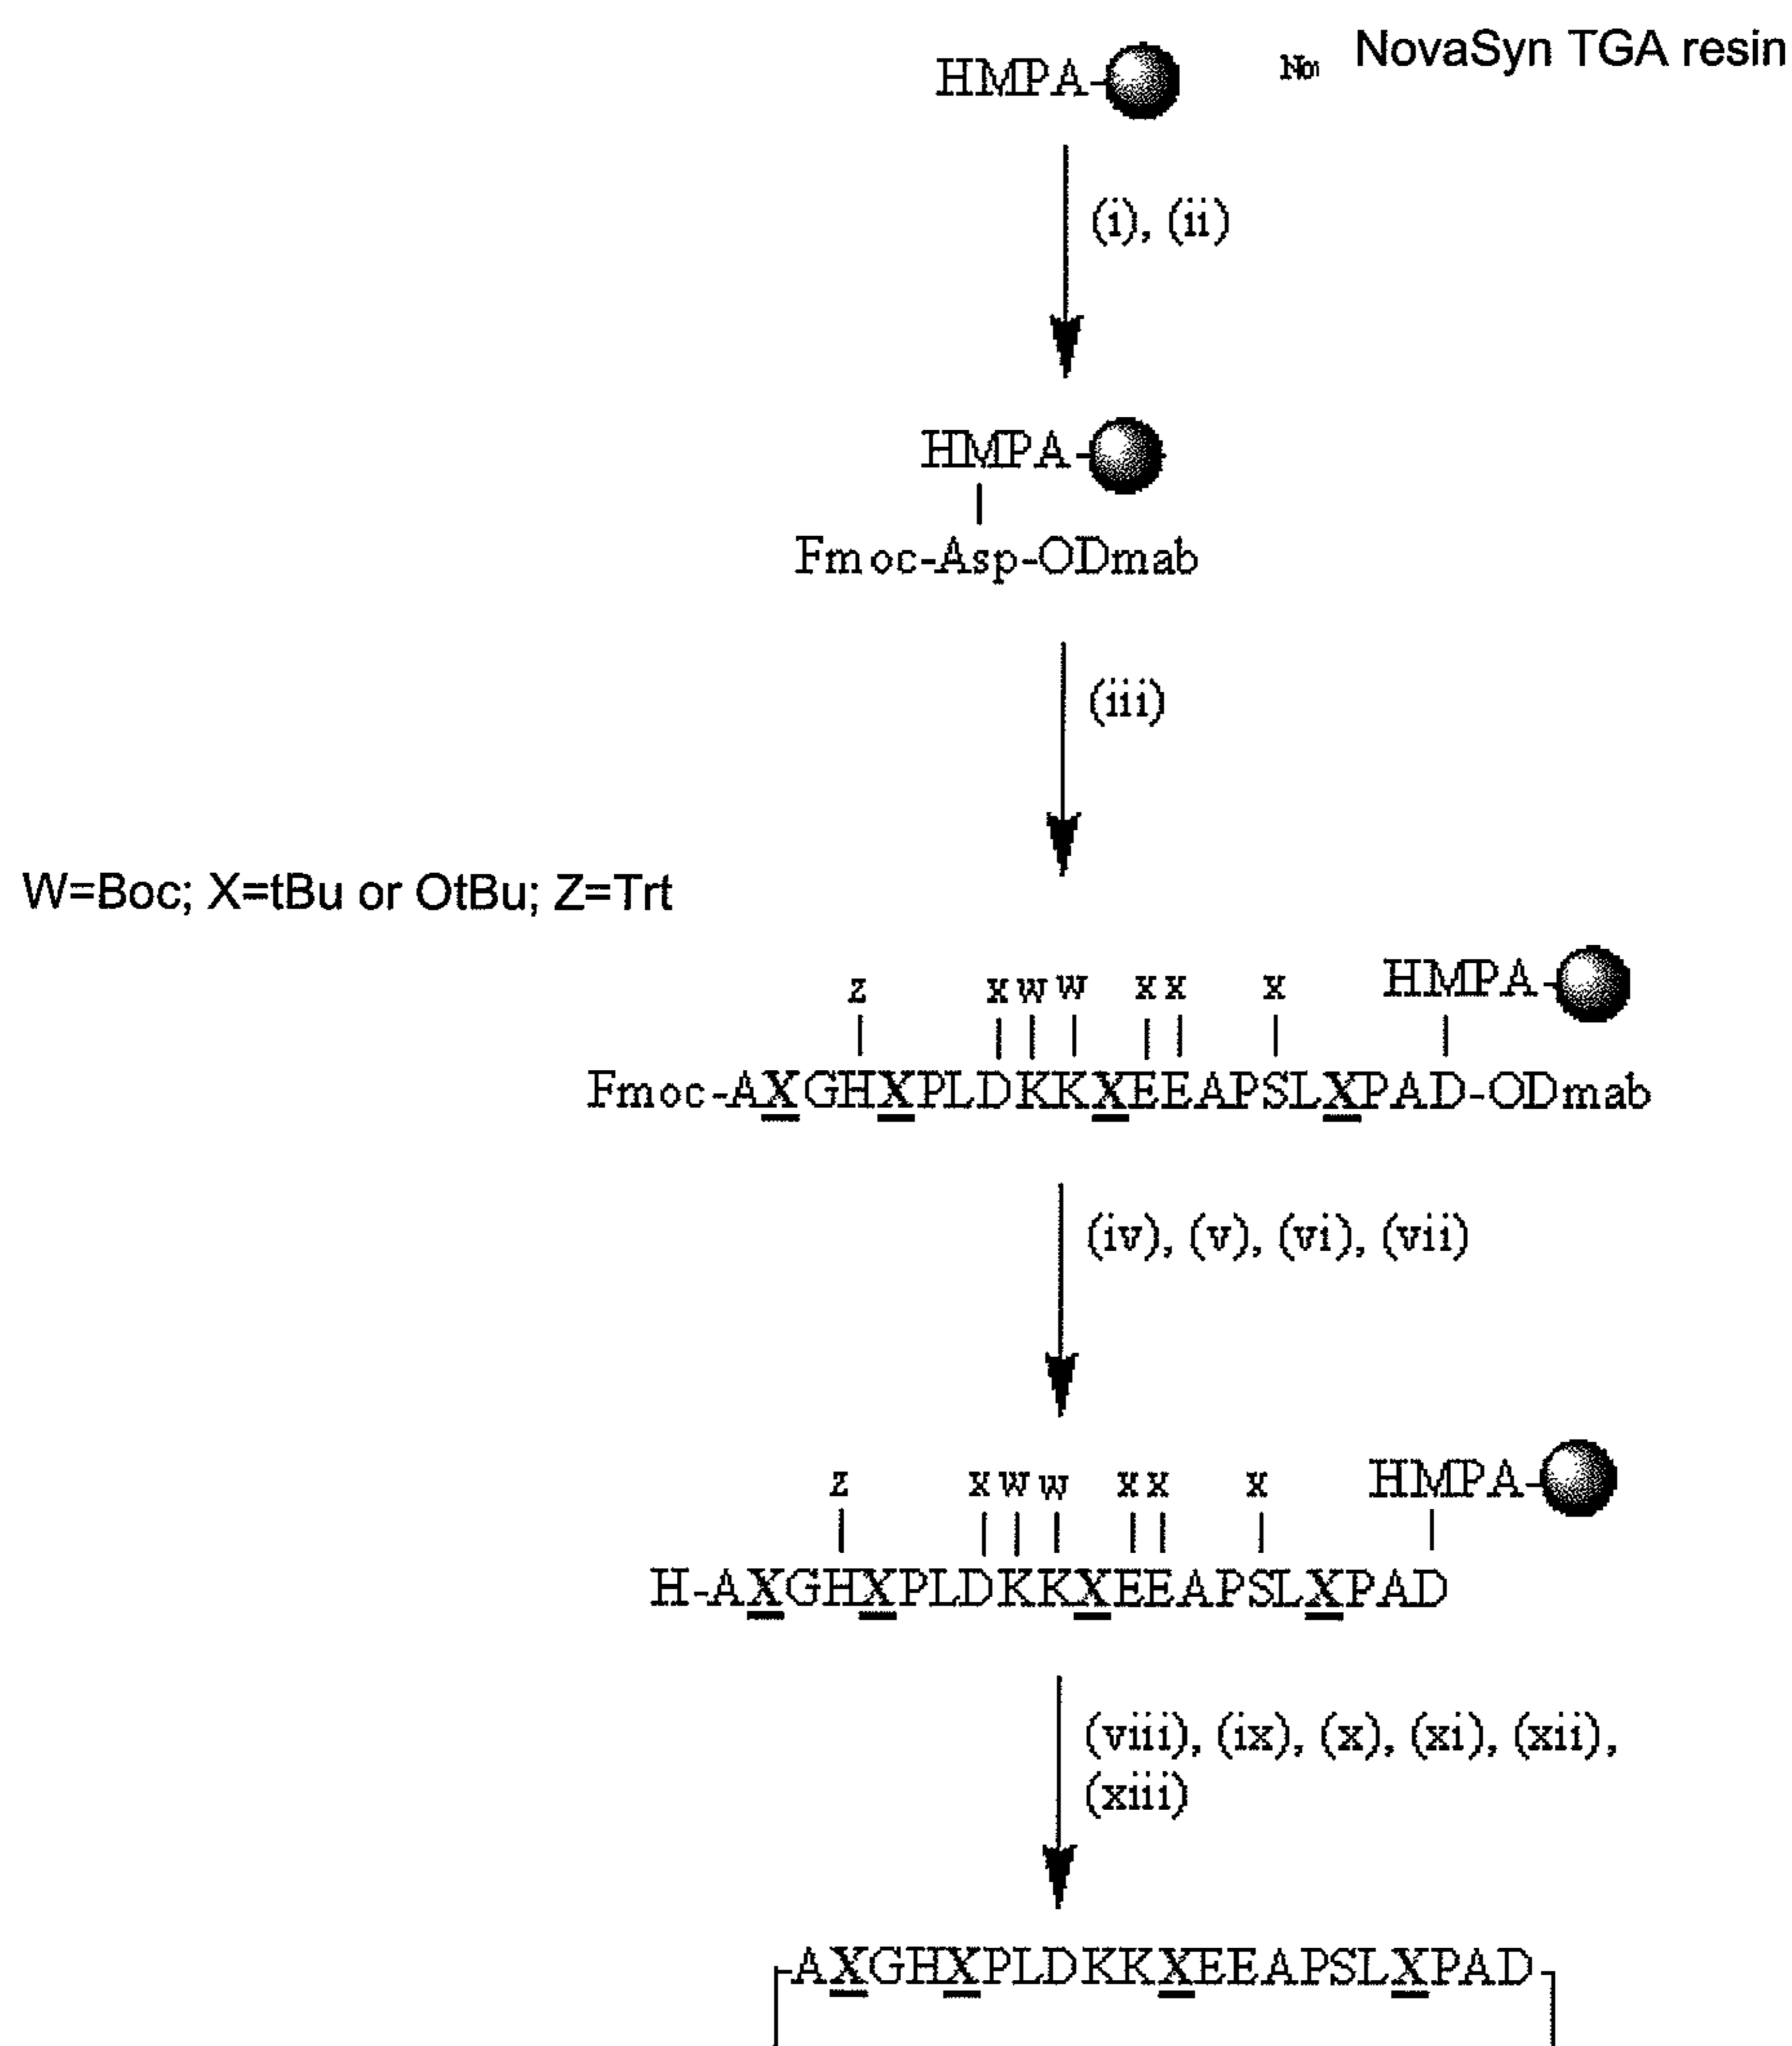 HMPA- NovaSyn TGA resin
(i), (ii)
HMPA-
Fmoc-Asp-ODmab
(iii)
W=Boc; X=tBu or OtBu; Z=Trt
z x w w x x x HMPA-
Fmoc-AXGHXPLDKKXEEAPSLXPAD-ODmab
(iv), (v), (vi), (vii)
z x w w x x x HMPA-
H-AXGHXPLDKKXEEAPSLXPAD
(viii), (ix), (x), (xi), (xii),
(xiii)
AXGHXPLDKKXEEAPSLXPAD